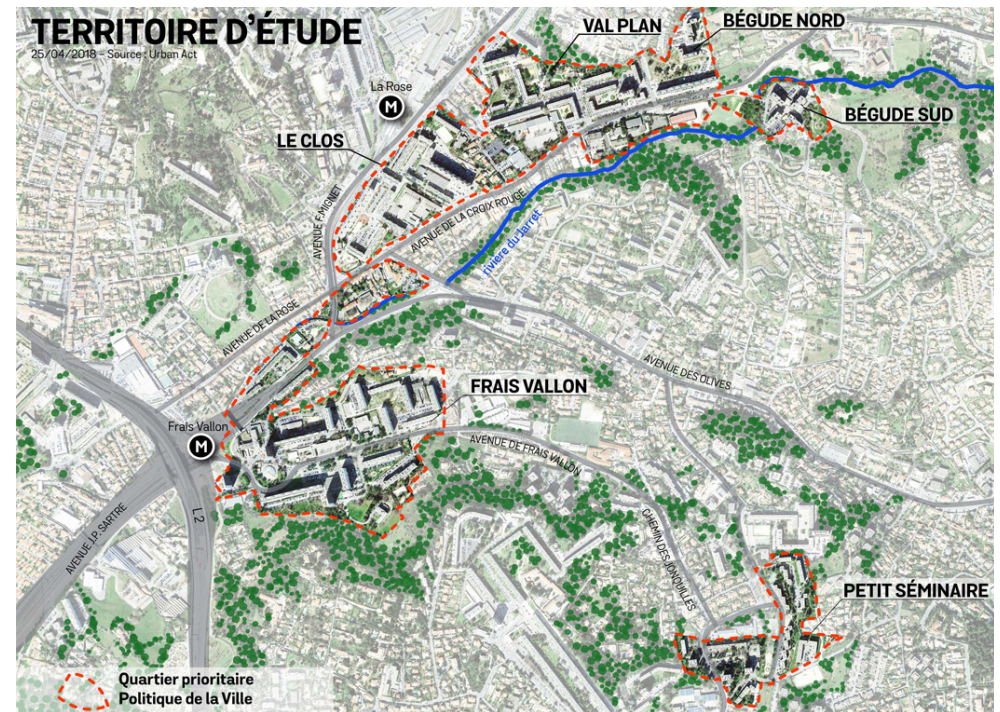 TERRITOIRE D'ÉTUDE
25/04/2018 - Source : Urban Act
VAL PLAN
BÉGUDE NORD
La Rose
M
BÉGUDE SUD
LE CLOS
AVENUE F.MIGNET
AVENUE DE LA CROIX ROUGE
rivière du Jarret
AVENUE DE LA ROSE
AVENUE DES OLIVES
FRAIS VALLON
Frais Vallon
M
AVENUE DE FRAIS VALLON
L2
AVENUE J.P. SARTRE
CHEMIN DES JONQUILLES
PETIT SÉMINAIRE
Quartier prioritaire
Politique de la Ville